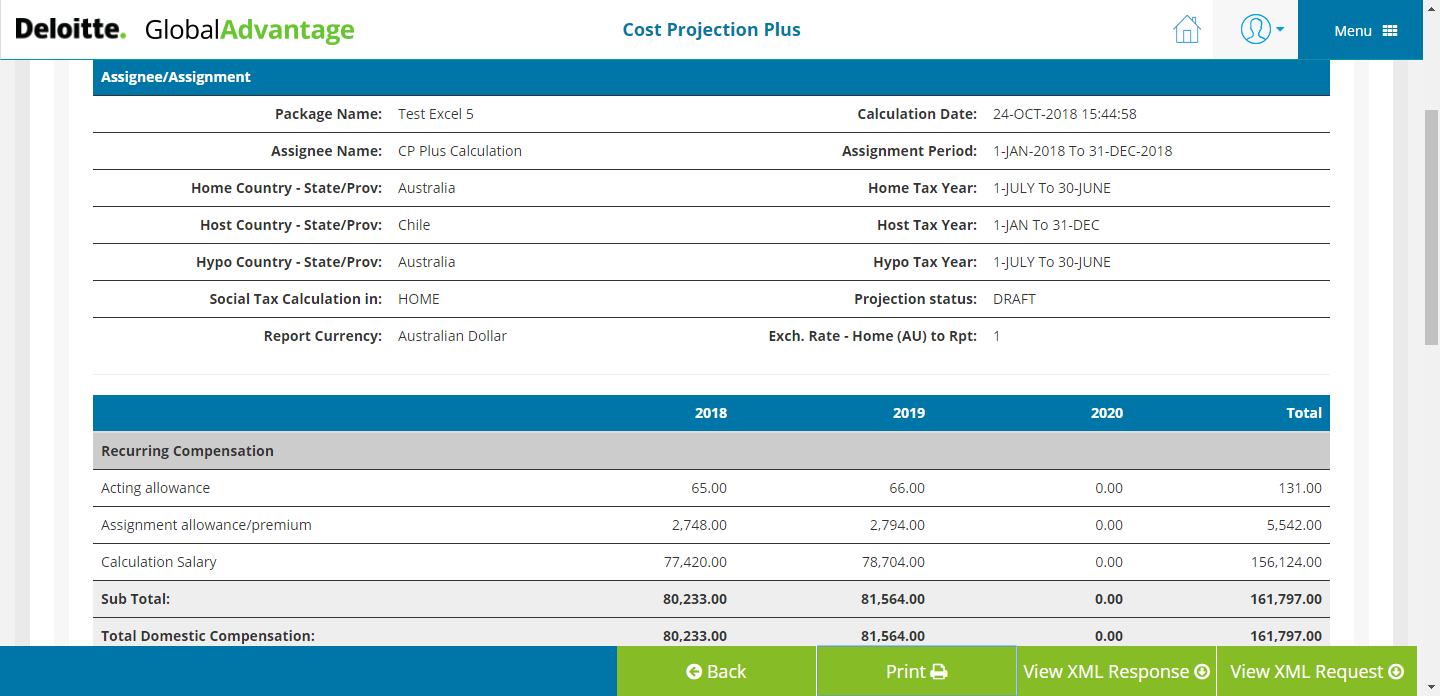 Deloitte. GlobalAdvantage Cost Projection Plus Menu
Assignee/Assignment
Package Name: Test Excel 5 Calculation Date: 24-OCT-2018 15:44:58
Assignee Name: CP Plus Calculation Assignment Period: 1-JAN-2018 To 31-DEC-2018
Home Country - State/Prov: Australia Home Tax Year: 1-JULY To 30-JUNE
Host Country - State/Prov: Chile Host Tax Year: 1-JAN To 31-DEC
Hypo Country - State/Prov: Australia Hypo Tax Year: 1-JULY To 30-JUNE
Social Tax Calculation in: HOME Projection status: DRAFT
Report Currency: Australian Dollar Exch. Rate - Home (AU) to Rpt: 1
2018 2019 2020 Total
Recurring Compensation
Acting allowance 65.00 66.00 0.00 131.00
Assignment allowance/premium 2,748.00 2,794.00 0.00 5,542.00
Calculation Salary 77,420.00 78,704.00 0.00 156,124.00
Sub Total: 80,233.00 81,564.00 0.00 161,797.00
Total Domestic Compensation: 80,233.00 81,564.00 0.00 161,797.00
Back Print View XML Response View XML Request